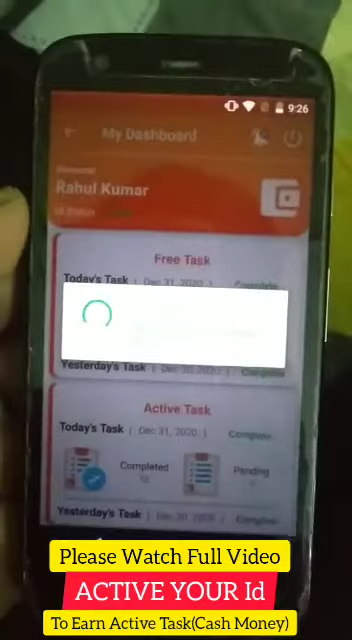 9:26
My Dashboard
Rahul Kumar
Free Task
Today's Task | Dec 31, 2020 | Complete
Yesterday's Task | Dec 30, 2020 | Complete
Active Task
Today's Task | Dec 31, 2020 | Complete
Completed
Pending
Yesterday's Task | Dec 30, 2020 | Complete
Please Watch Full Video
ACTIVE YOUR Id
To Earn Active Task(Cash Money)